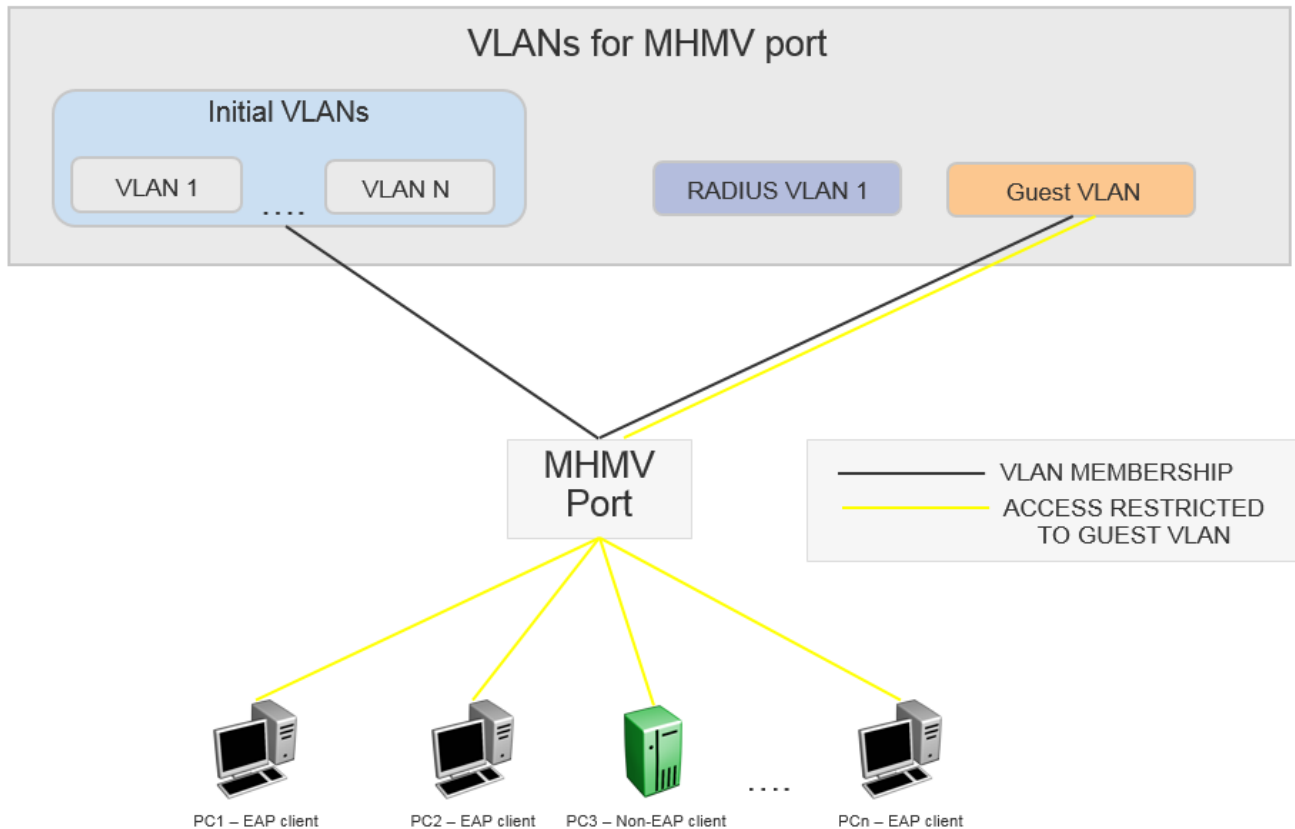 VLANs for MHMV port
Initial VLANs
VLAN 1
....
VLAN N
RADIUS VLAN 1
Guest VLAN
MHMV
Port
VLAN MEMBERSHIP
ACCESS RESTRICTED
TO GUEST VLAN
....
PC1 – EAP client
PC2 – EAP client
PC3 – Non-EAP client
PCn – EAP client